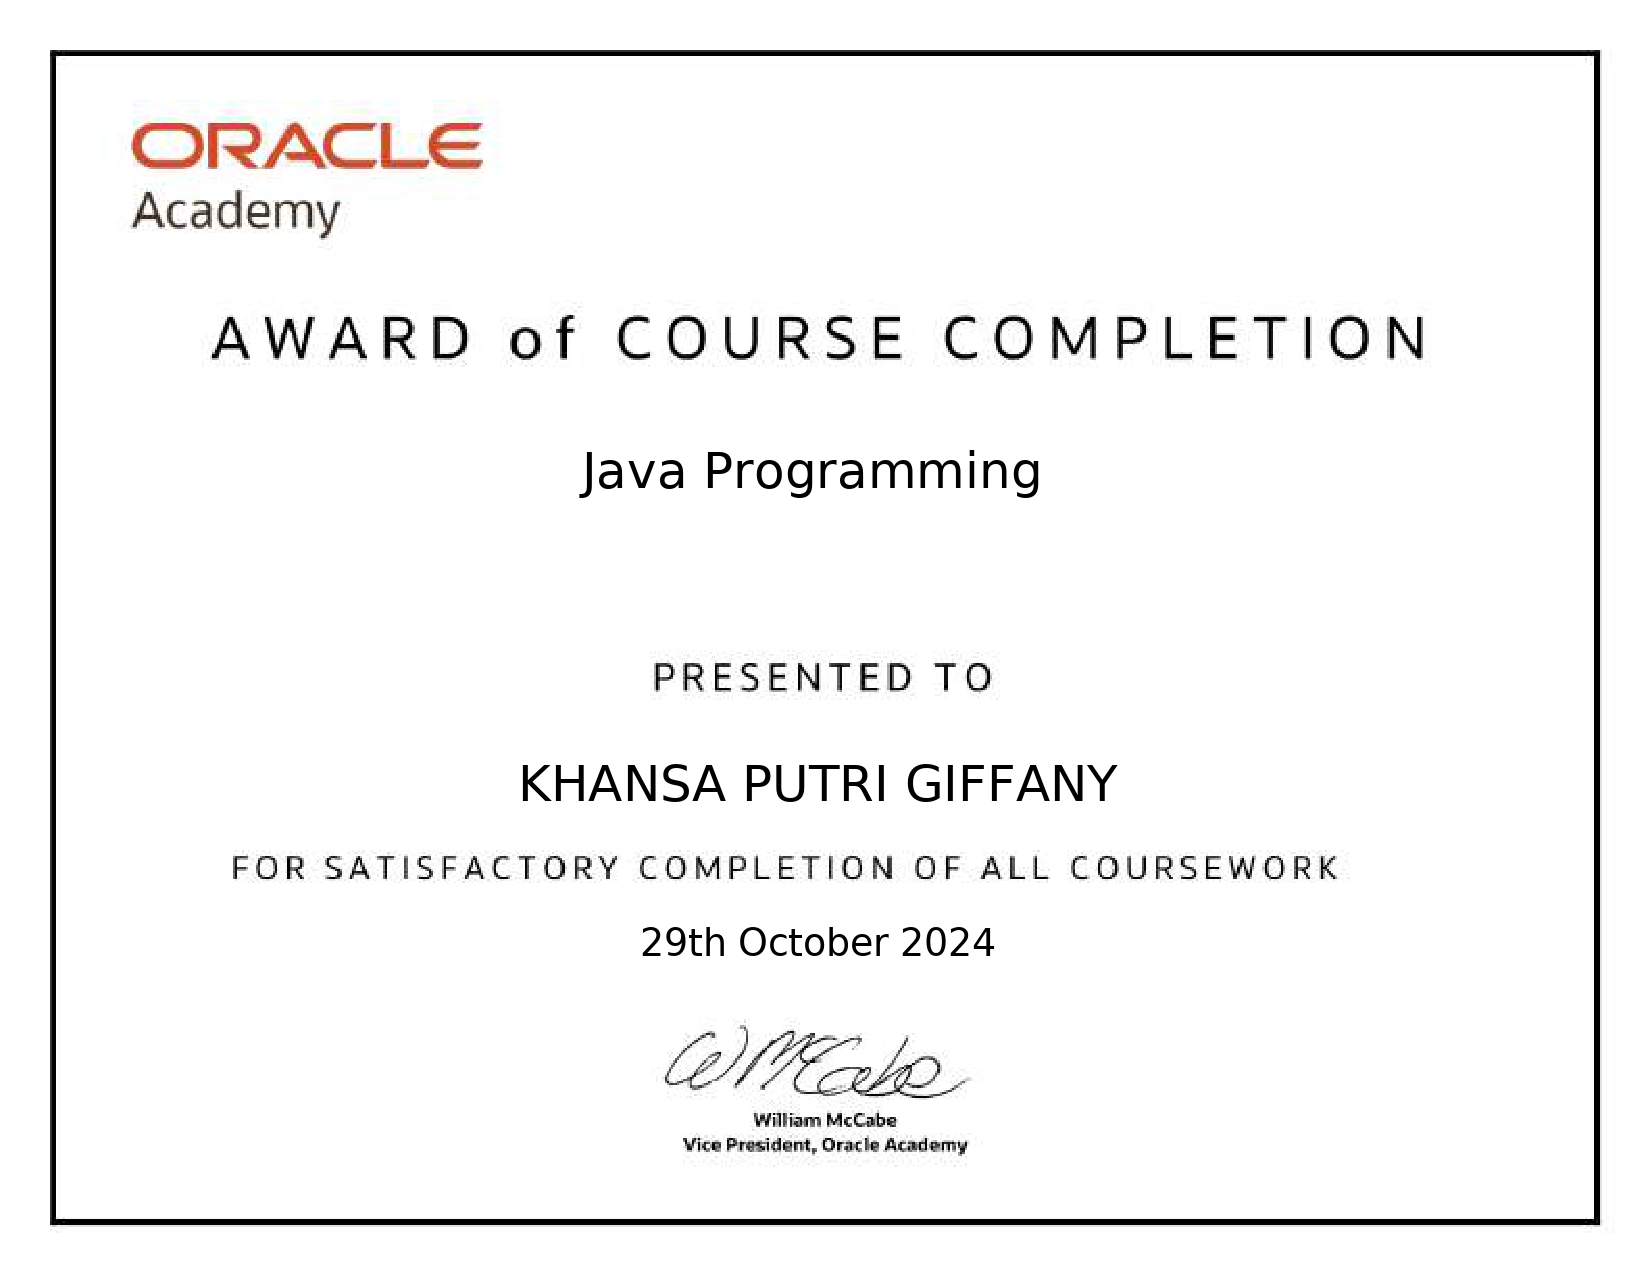 ORACLE
Academy
AWARD of COURSE COMPLETION
Java Programming
PRESENTED TO
KHANSA PUTRI GIFFANY
FOR SATISFACTORY COMPLETION OF ALL COURSEWORK
29th October 2024
W McCabe
William McCabe
Vice President, Oracle Academy